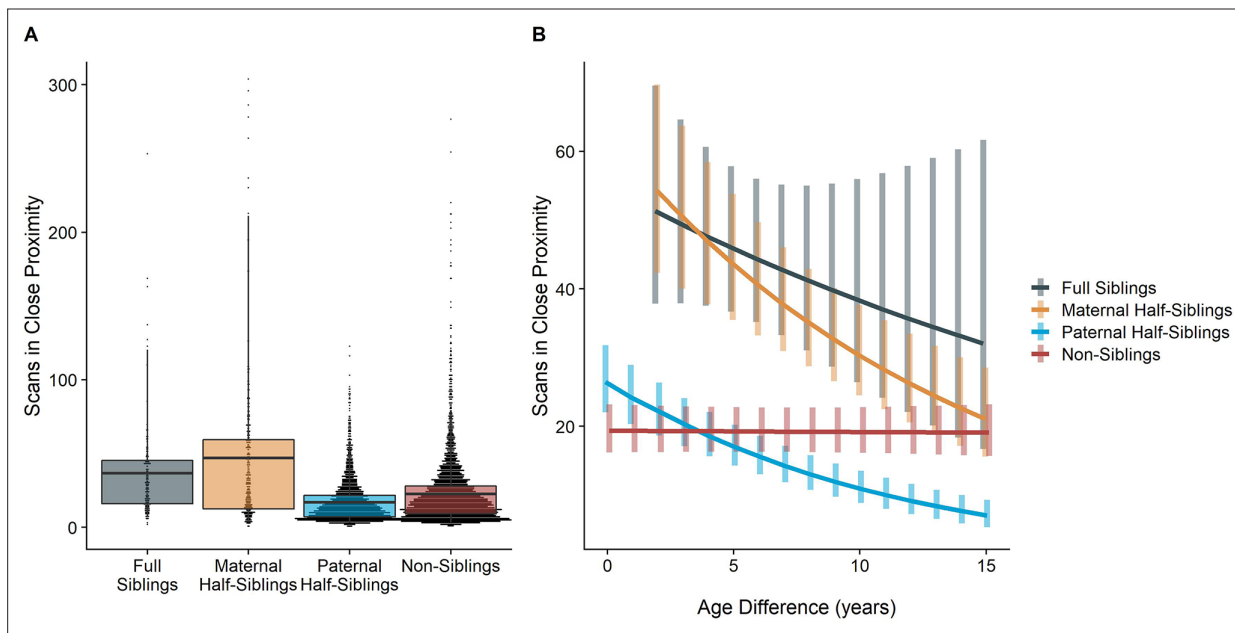 A
Scans in Close Proximity
300
200
100
0
Full
Siblings
Maternal
Half-Siblings
Paternal
Half-Siblings
Non-Siblings
B
Scans in Close Proximity
60
40
20
0
5
10
15
Age Difference (years)
Full Siblings
Maternal Half-Siblings
Paternal Half-Siblings
Non-Siblings